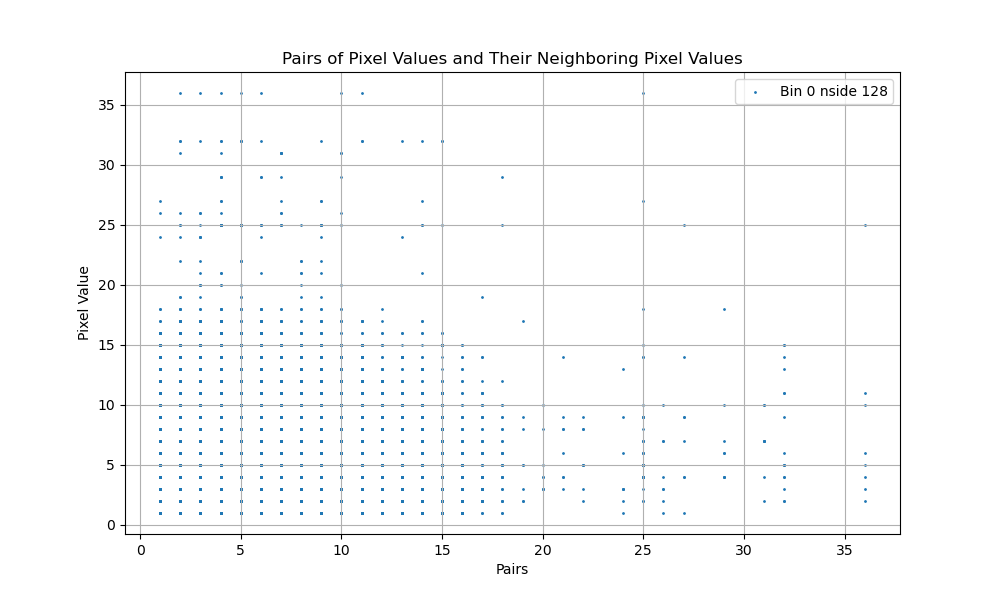 Pairs of Pixel Values and Their Neighboring Pixel Values
Bin 0 nside 128
35
30
25
20
15
10
5
0
Pixel Value
0 5 10 15 20 25 30 35
Pairs